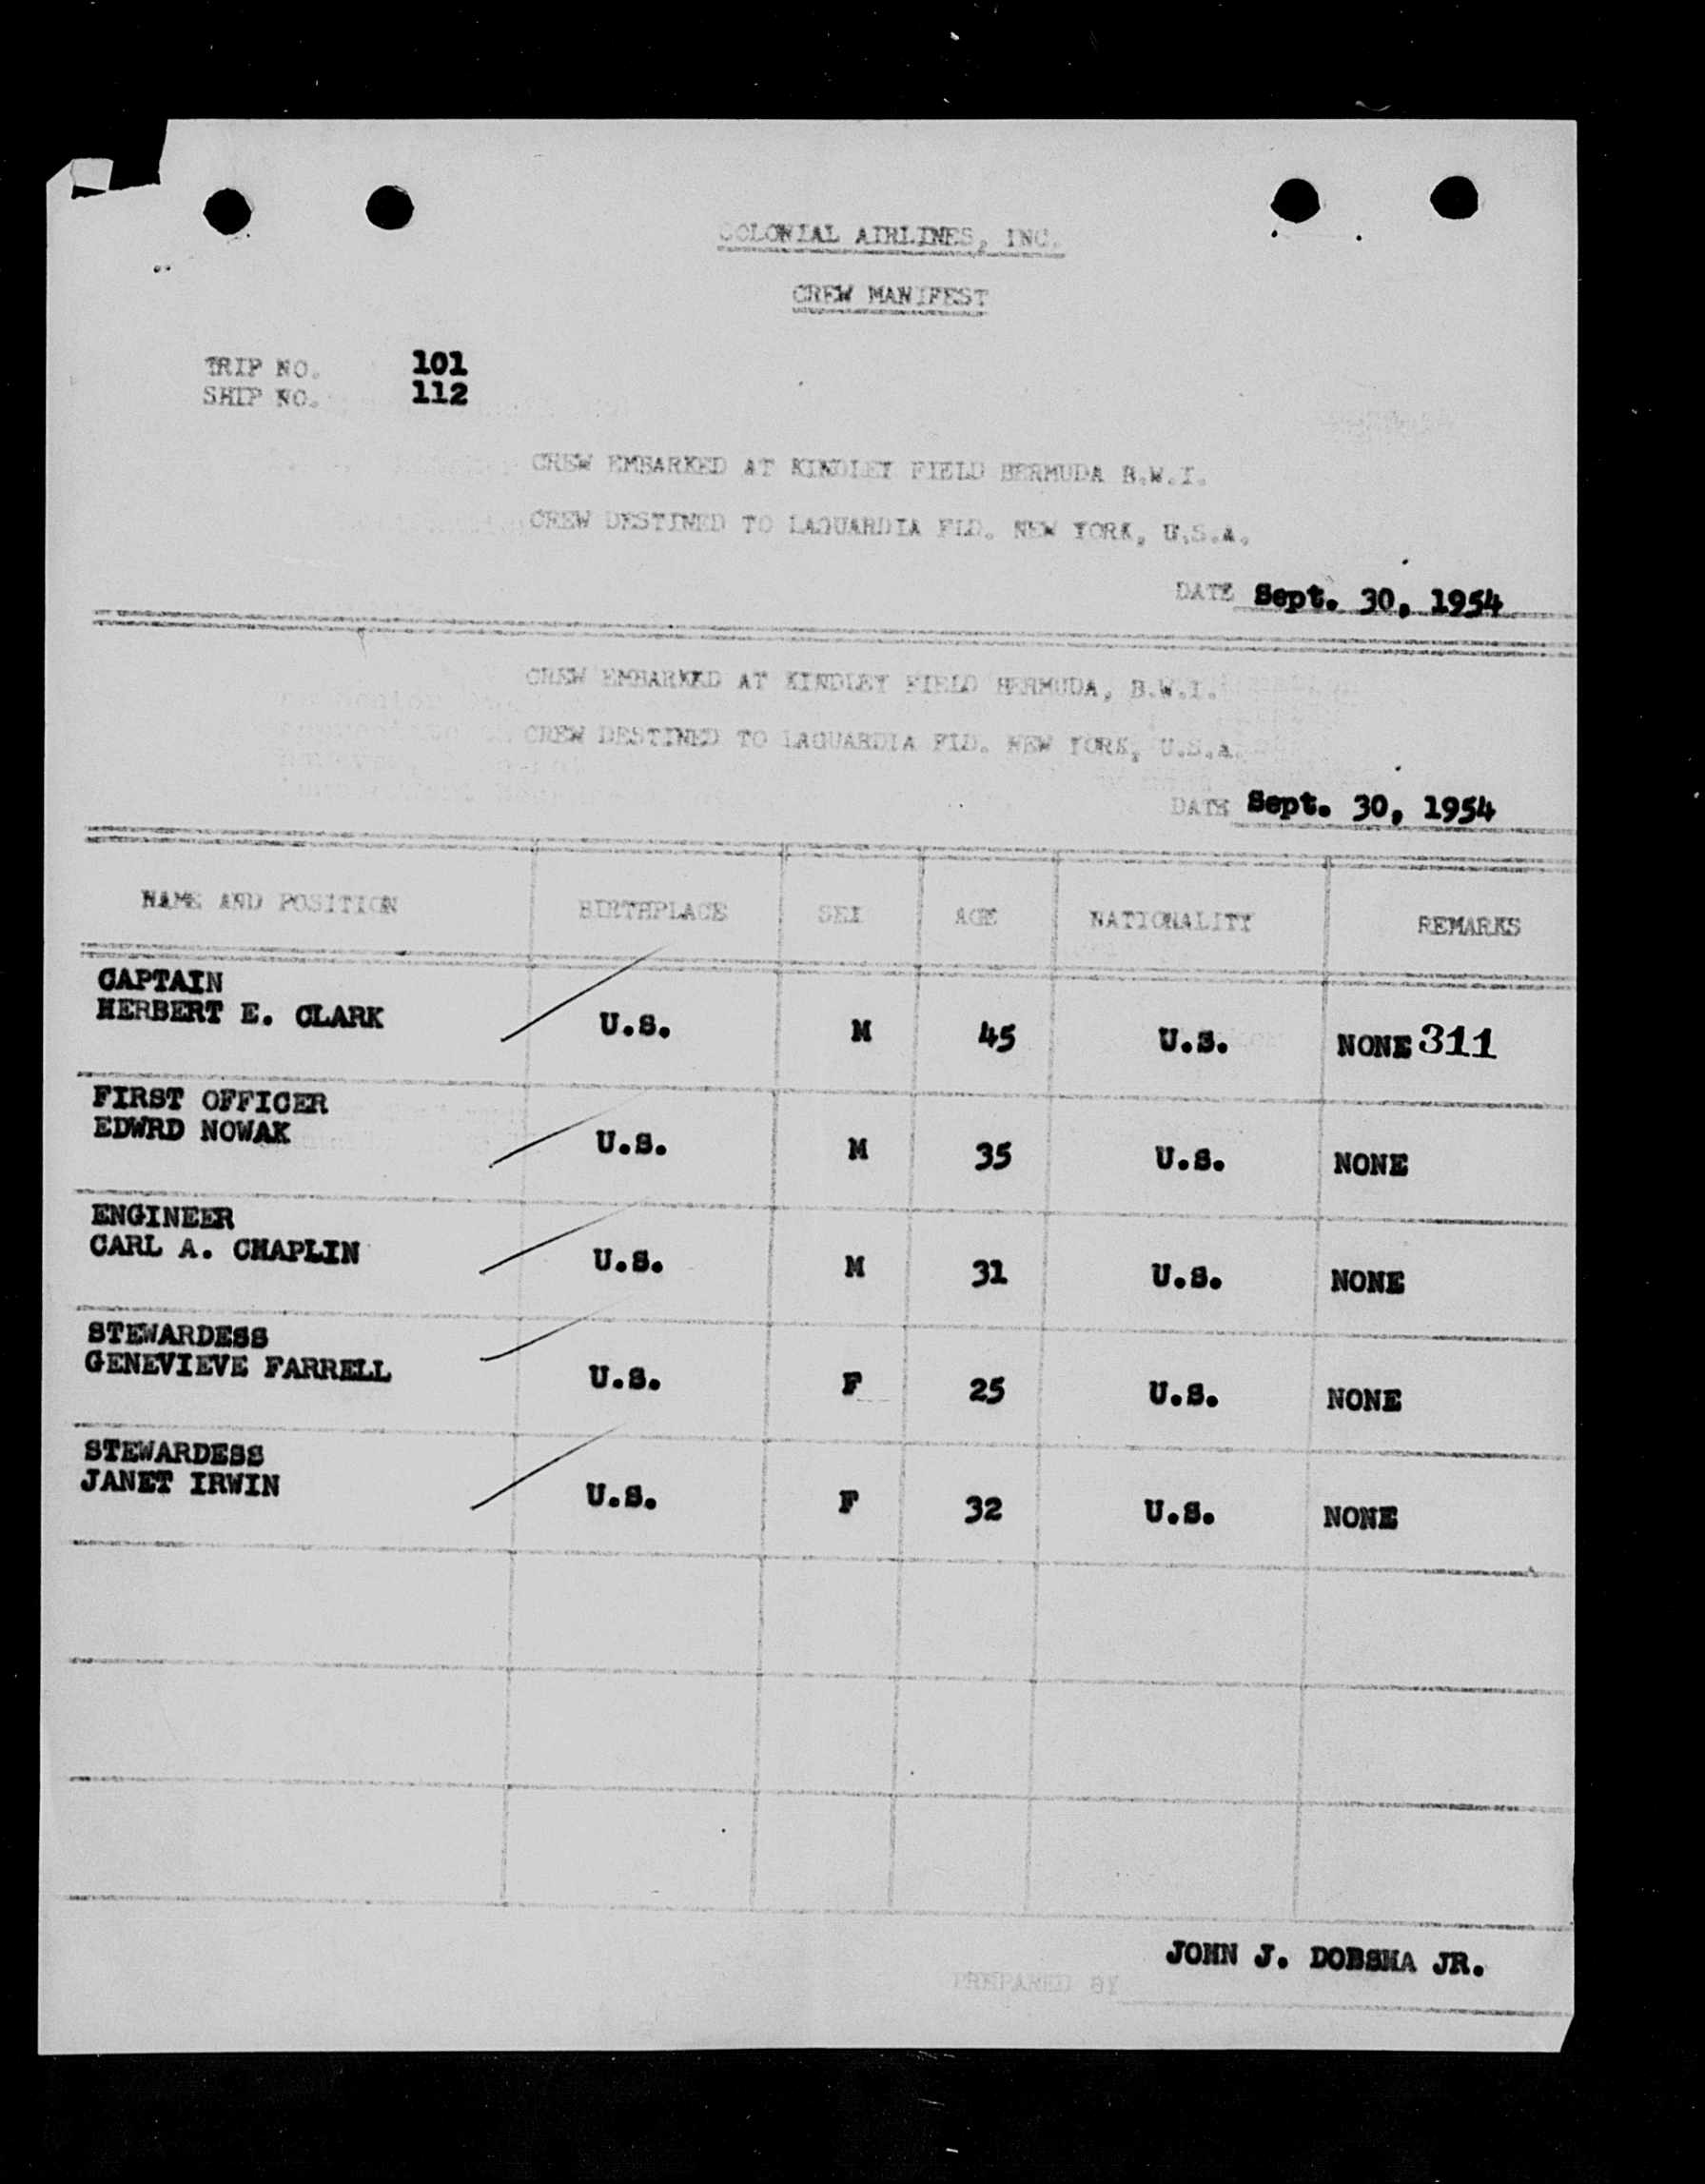 COLONIAL AIRLINES, INC.
CREW MANIFEST
TRIP NO. 101
SHIP NO. 112
CREW EMBARKED AT KINDLEY FIELD BERMUDA B.W.I.
CREW DESTINED TO LAGUARDIA FLD. NEW YORK, U.S.A.
DATE Sept. 30, 1954
CREW EMBARKED AT KINDLEY FIELD BERMUDA, B.W.I.
CREW DESTINED TO LAGUARDIA FLD. NEW YORK, U.S.A.
DATE Sept. 30, 1954
NAME AND POSITION BIRTHPLACE SEX AGE NATIONALITY REMARKS
CAPTAIN
HERBERT E. CLARK U.S. M 45 U.S. NONE 311
FIRST OFFICER
EDWRD NOWAK U.S. M 35 U.S. NONE
ENGINEER
CARL A. CHAPLIN U.S. M 31 U.S. NONE
STEWARDESS
GENEVIEVE FARRELL U.S. F 25 U.S. NONE
STEWARDESS
JANET IRWIN U.S. F 32 U.S. NONE
JOHN J. DOBSHA JR.
PREPARED BY